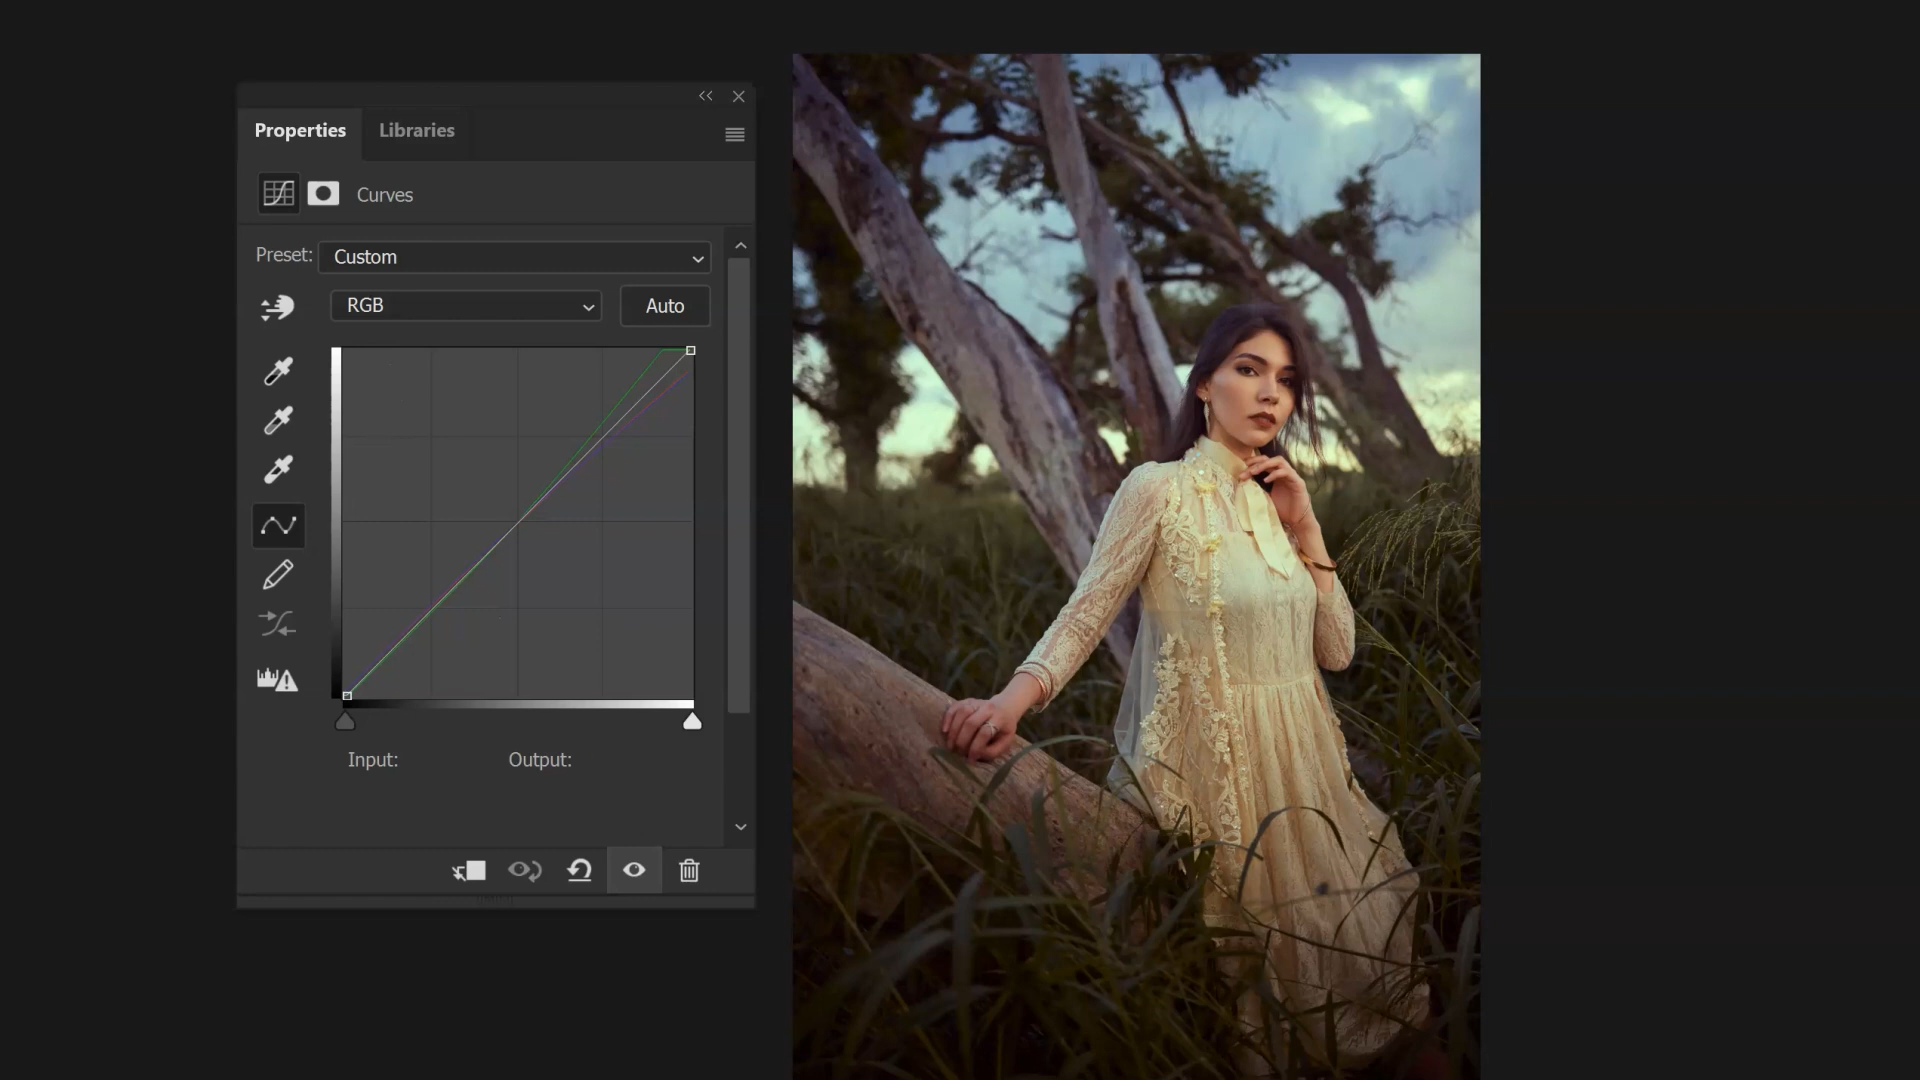 Properties
Libraries
Curves
Preset:
Custom
RGB
Auto
Input:
Output: